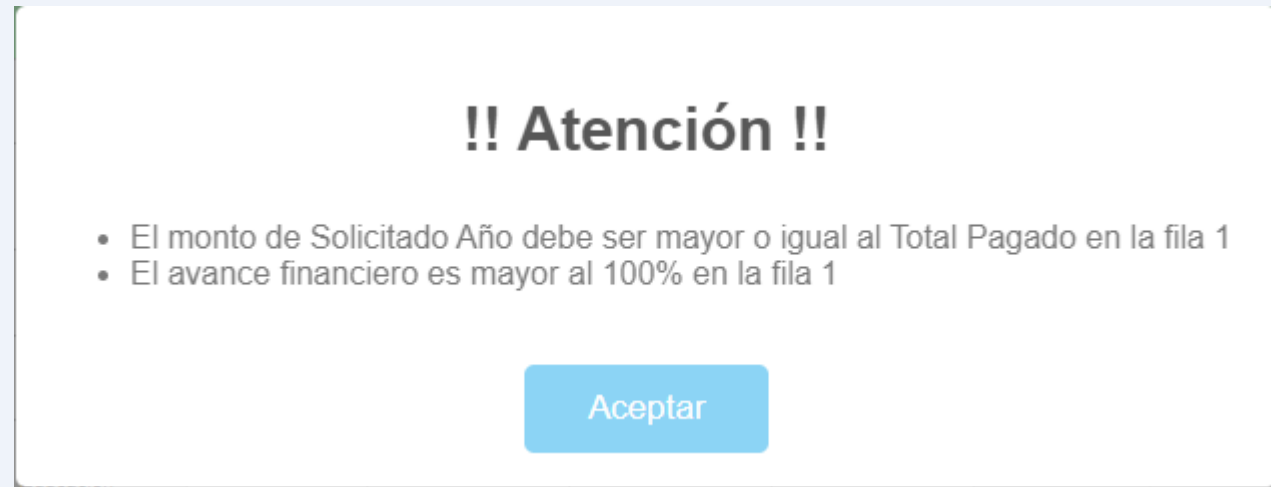 !! Atención !!
• El monto de Solicitado Año debe ser mayor o igual al Total Pagado en la fila 1
• El avance financiero es mayor al 100% en la fila 1
Aceptar